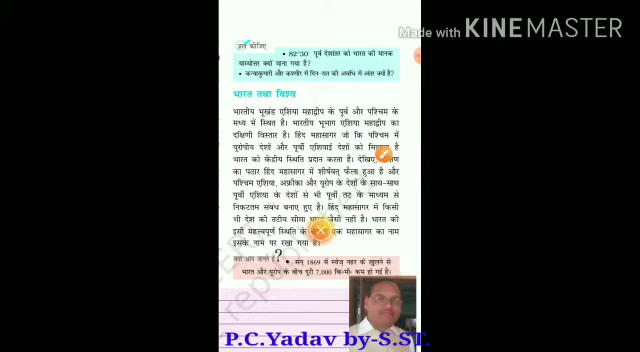 Made with KINEMASTER
पता कीजिए
• 82°30' पूर्व देशांतर को भारत की मानक
याम्योत्तर क्यों माना गया है?
• कन्याकुमारी और कश्मीर में दिन-रात की अवधि में अंतर क्यों है?
भारत तथा विश्व
भारतीय भूखंड एशिया महाद्वीप के पूर्व और पश्चिम के
मध्य में स्थित है। भारतीय भूभाग एशिया महाद्वीप का
दक्षिणी विस्तार है। हिंद महासागर जो कि पश्चिम में
यूरोपीय देशों और पूर्वी एशियाई देशों को है
भारत को केंद्रीय स्थिति प्रदान करता है। देखिए
का पठार हिंद महासागर में शीर्षवत् फैला हुआ है और
पश्चिम एशिया, अफ्रीका और यूरोप के देशों के साथ-साथ
पूर्वी एशिया के देशों से भी पूर्वी तट के माध्यम से
निकटतम संबंध बनाए हुए है। हिंद महासागर में किसी
भी देश की तटीय सीमा भारत जैसी नहीं है। भारत की
इसी महत्त्वपूर्ण स्थिति के एक महासागर का नाम
इसके नाम पर रखा गया है।
क्या आप जानते हैं?
• सन् 1869 में स्वेज नहर के खुलने से
भारत और यूरोप के बीच दूरी 7,000 कि॰मी॰ कम हो गई है।
republish
P.C.Yadav by-S.ST.